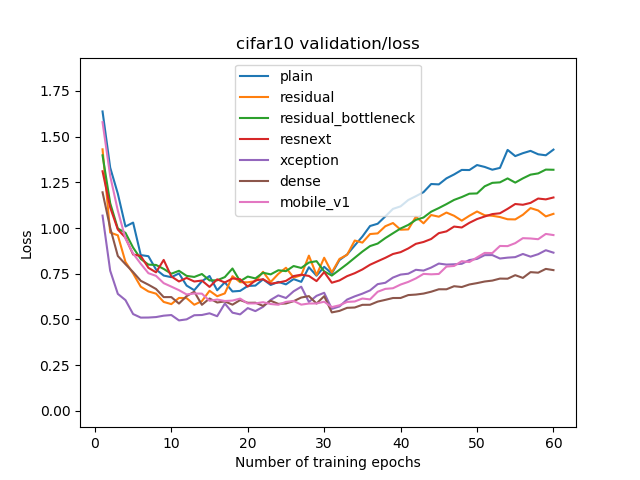 cifar10 validation/loss
plain
residual
residual_bottleneck
resnext
xception
dense
mobile_v1
Loss
1.75
1.50
1.25
1.00
0.75
0.50
0.25
0.00
0 10 20 30 40 50 60
Number of training epochs